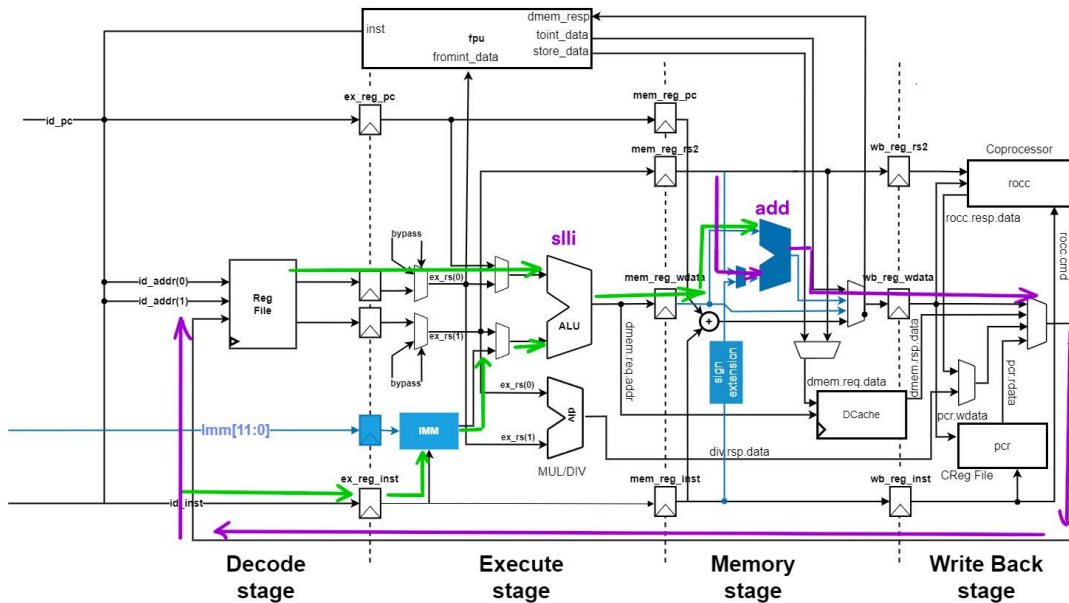 inst
fpu
fromint_data
dmem_resp
toint_data
store_data
id_pc
ex_reg_pc
mem_reg_pc
mem_reg_rs2
wb_reg_rs2
Coprocessor
rocc
rocc.resp.data
rocc.cmd
bypass
slli
add
id_addr(0)
id_addr(1)
Reg
File
ex_rs(0)
ex_rs(1)
bypass
ALU
mem_reg_wdata
wb_reg_wdata
dmem.req.addr
sign
extension
dmem.req.data
dmem.rsp.data
DCache
pcr.rdata
pcr.wdata
pcr
CReg File
Imm[11:0]
IMM
ex_rs(0)
ex_rs(1)
div
MUL/DIV
div.rsp.data
id_inst
ex_reg_inst
mem_reg_inst
wb_reg_inst
Decode
stage
Execute
stage
Memory
stage
Write Back
stage